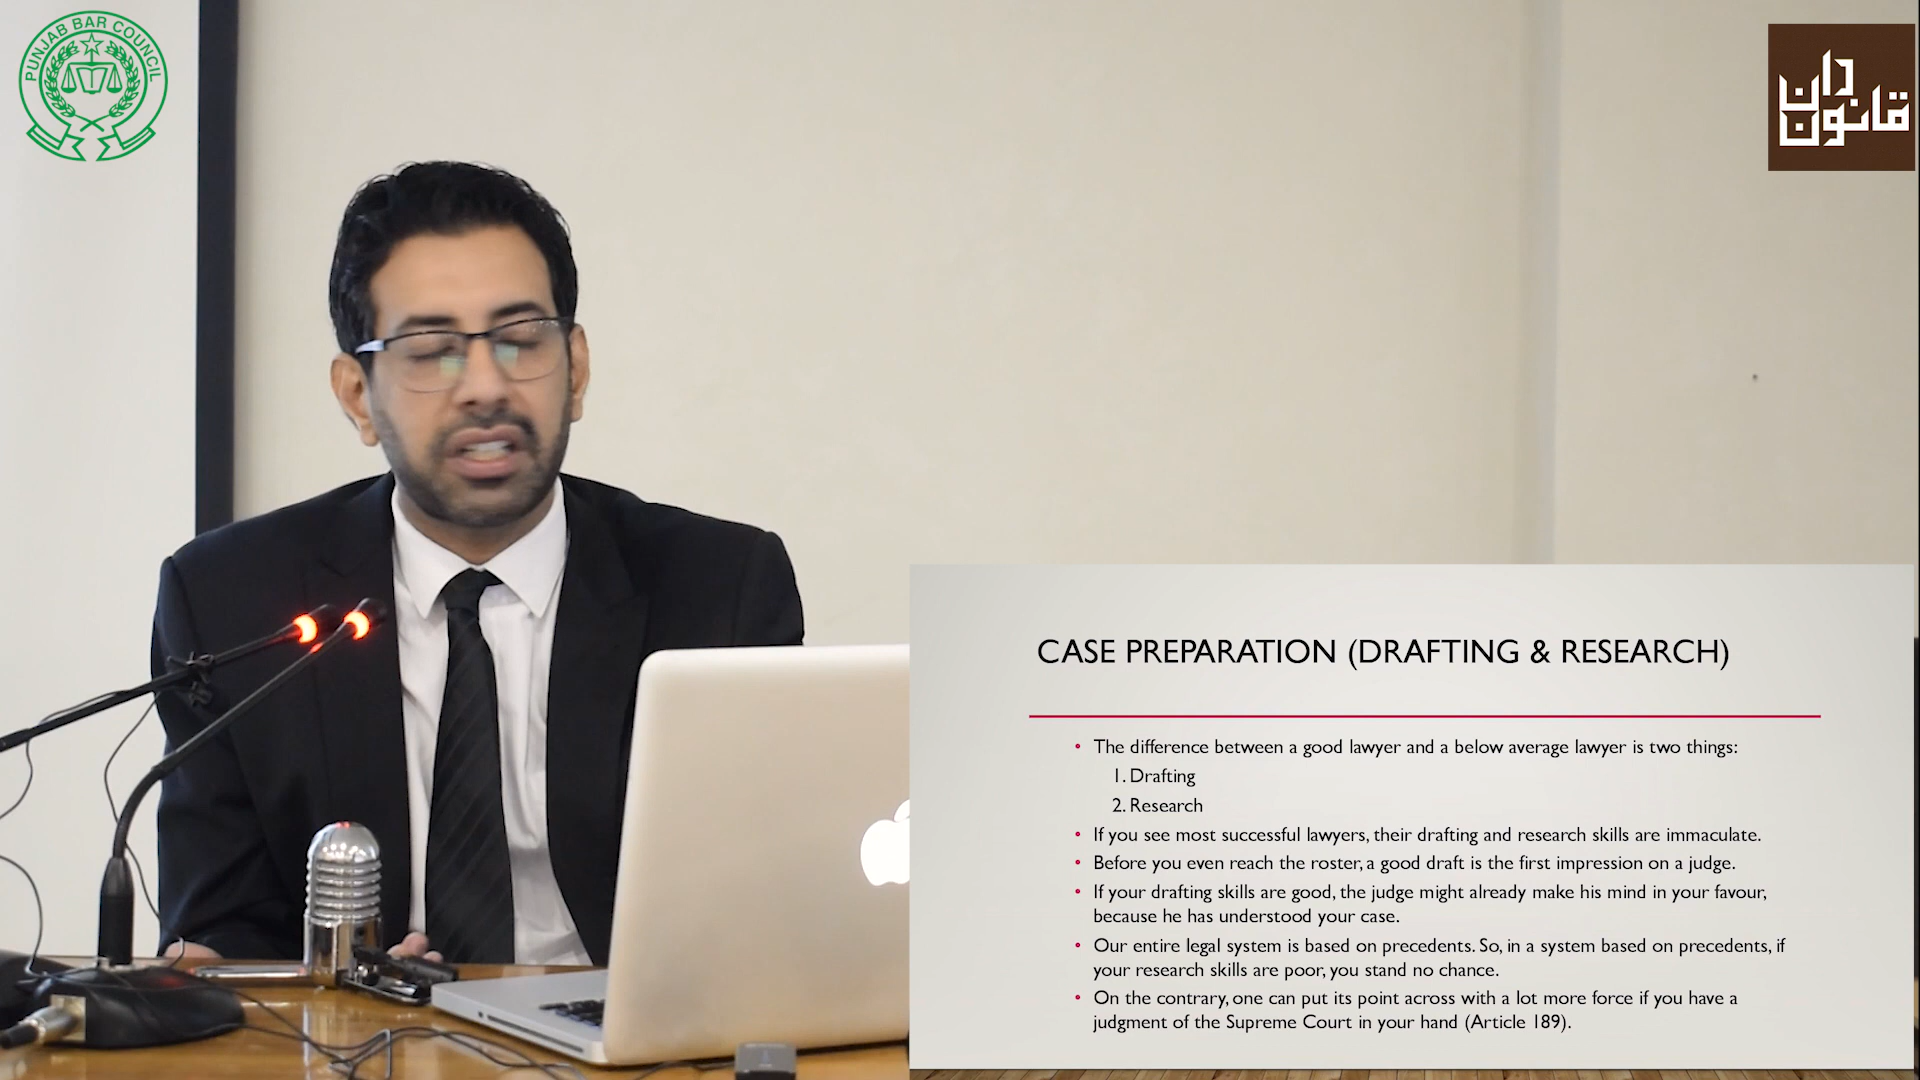 PUNJAB BAR COUNCIL
قانون دان
CASE PREPARATION (DRAFTING & RESEARCH)
• The difference between a good lawyer and a below average lawyer is two things:
1. Drafting
2. Research
• If you see most successful lawyers, their drafting and research skills are immaculate.
• Before you even reach the roster, a good draft is the first impression on a judge.
• If your drafting skills are good, the judge might already make his mind in your favour,
because he has understood your case.
• Our entire legal system is based on precedents. So, in a system based on precedents, if
your research skills are poor, you stand no chance.
• On the contrary, one can put its point across with a lot more force if you have a
judgment of the Supreme Court in your hand (Article 189).